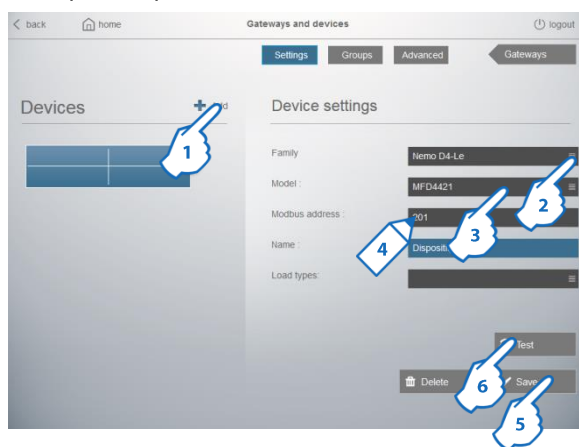 back home Gateways and devices logout
Settings Groups Advanced Gateways
Devices
Device settings
1
Family Nemo D4-Le
Model : MFD4421
2
Modbus address : 201
3
4
Name :
Load types:
Test
Delete Save
6
5